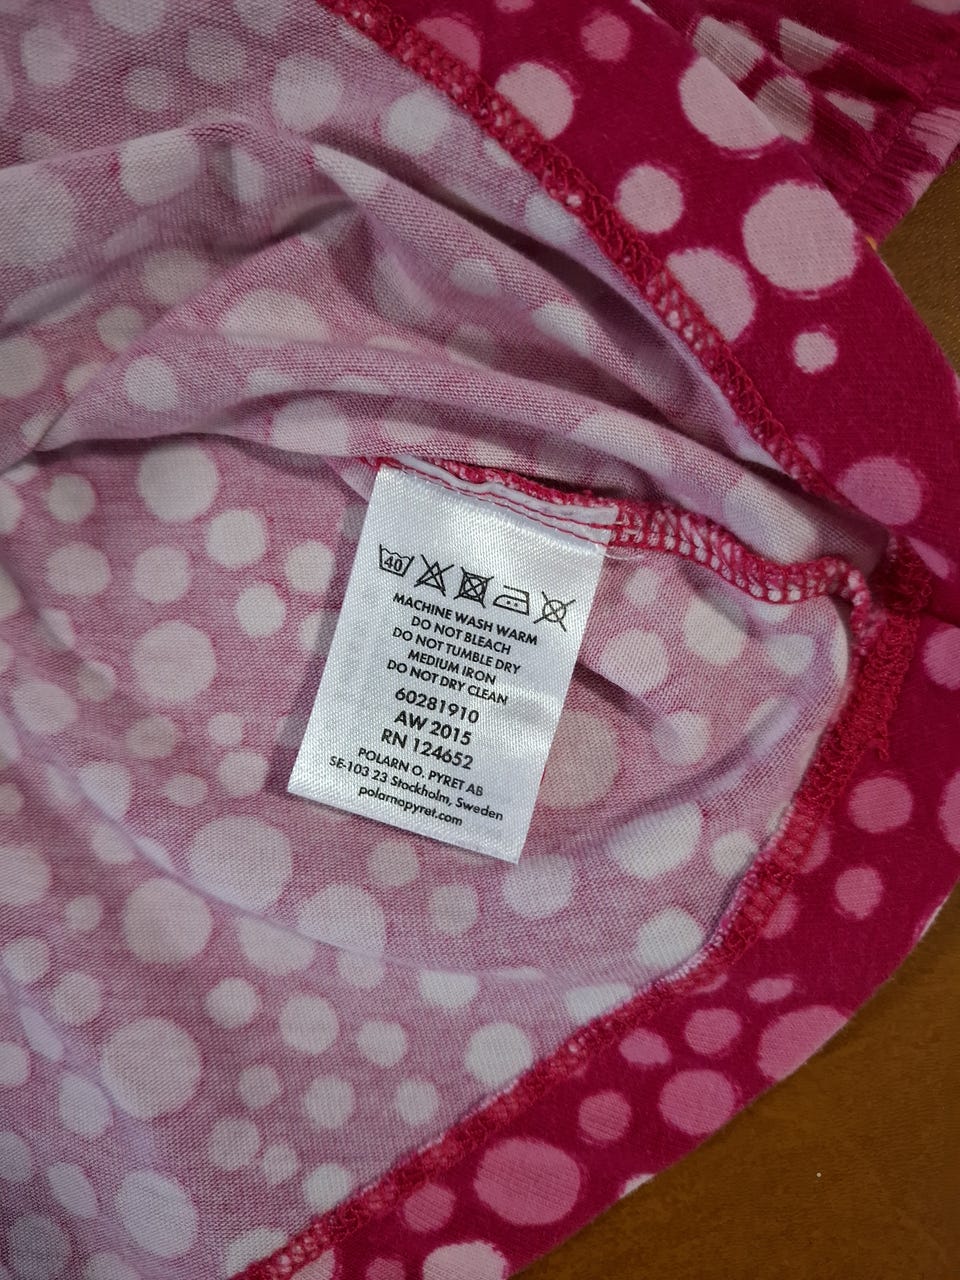 40
MACHINE WASH WARM
DO NOT BLEACH
DO NOT TUMBLE DRY
MEDIUM IRON
DO NOT DRY CLEAN
60281910
AW 2015
RN 124652
POLARN O. PYRET AB
SE-103 23 Stockholm, Sweden
polarnopyret.com